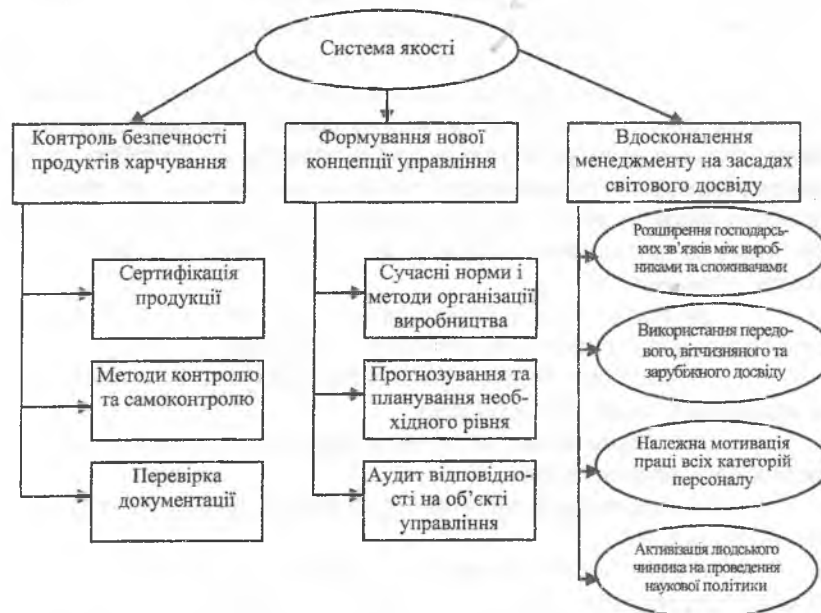 Система якості
Контроль безпечності
продуктів харчування
Формування нової
концепції управління
Вдосконалення
менеджменту на засадах
світового досвіду
Сертифікація
продукції
Методи контролю
та самоконтролю
Перевірка
документації
Сучасні норми і
методи організації
виробництва
Прогнозування та
планування необ-
хідного рівня
Аудит відповідно-
сті на об’єкті
управління
Розширення господарсь-
ких зв’язків між вироб-
никами та споживачами
Використання передо-
вого, вітчизняного та
зарубіжного досвіду
Належна мотивація
праці всіх категорій
персоналу
Активізація людського
чинника на проведення
наукової політики